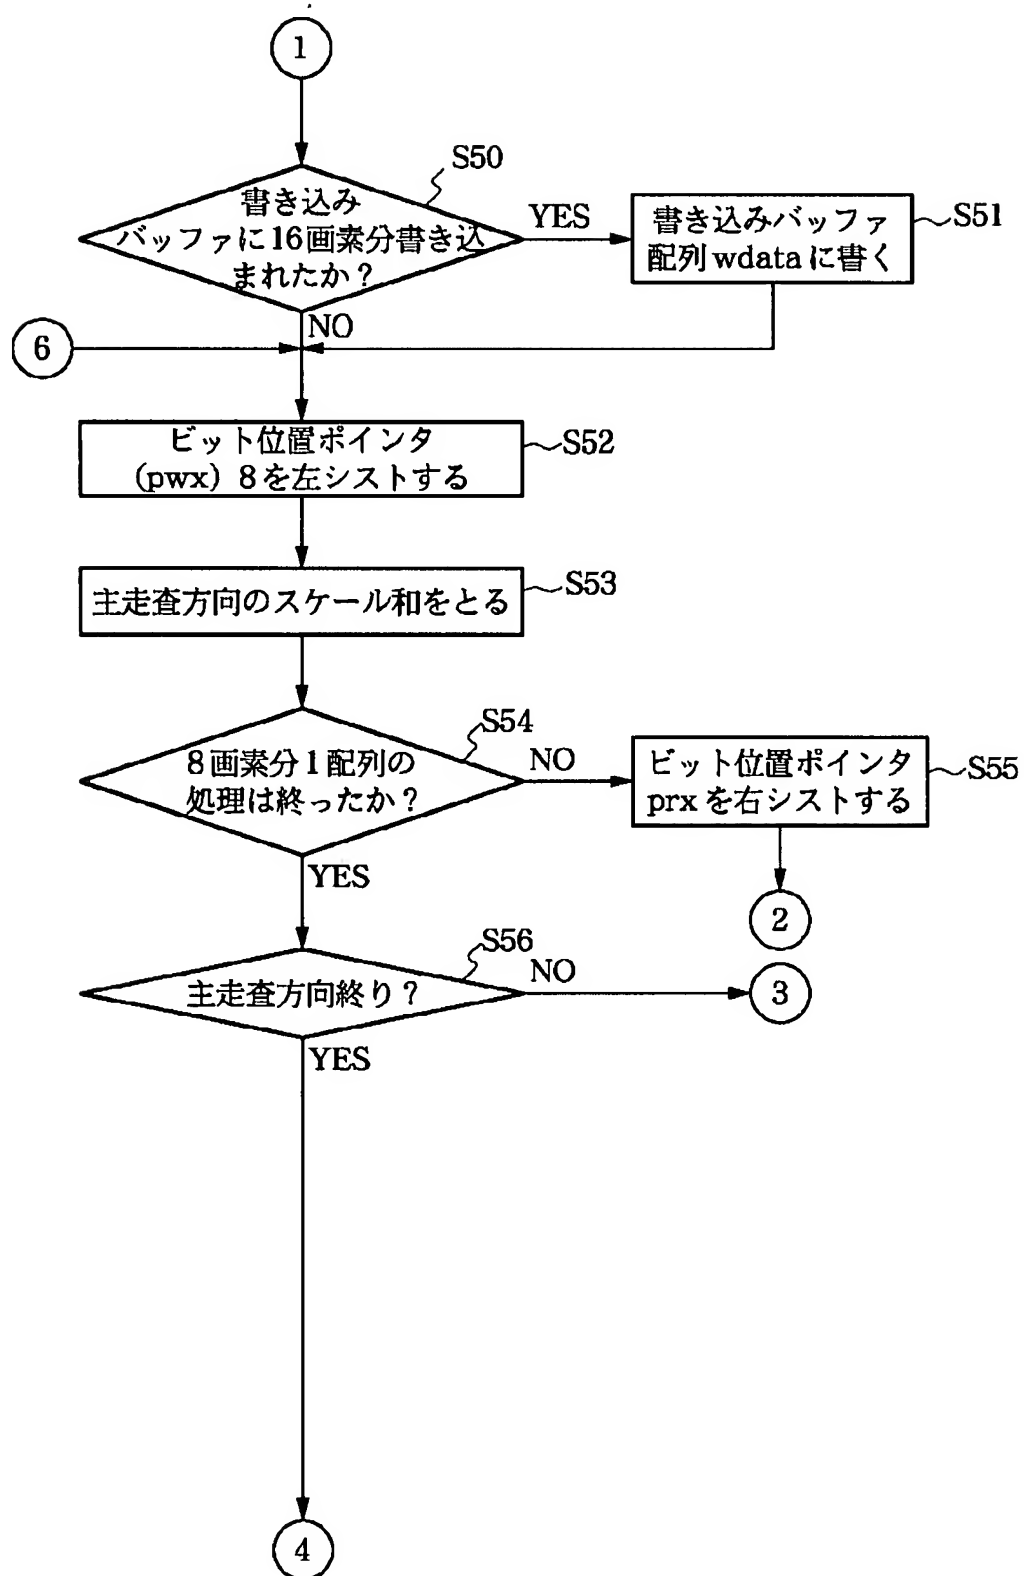 1
S50
書き込み
バッファに16画素分書き込
まれたか？
YES
書き込みバッファ
配列wdataに書く
S51
NO
6
ビット位置ポインタ
(pwx) 8を左シストする
S52
主走査方向のスケール和をとる
S53
S54
8画素分1配列の
処理は終ったか？
NO
ビット位置ポインタ
prxを右シストする
S55
YES
2
S56
主走査方向終り？
NO
3
YES
4